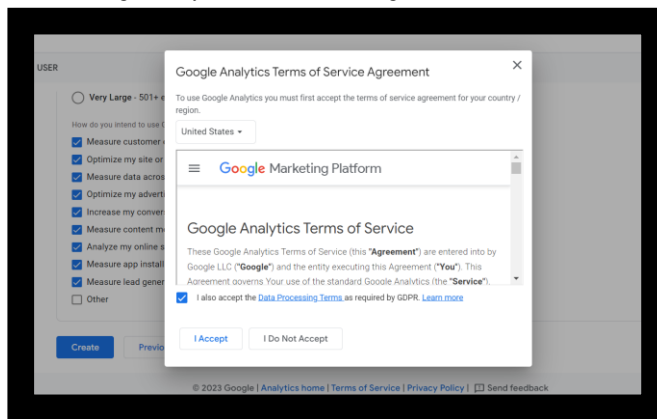 USER
Very Large - 501+ e
How do you intend to use G
Measure customer
Optimize my site or
Measure data acros
Optimize my adverti
Increase my conver
Measure content m
Analyze my online s
Measure app install
Measure lead gener
Other
Create
Previo
Google Analytics Terms of Service Agreement
To use Google Analytics you must first accept the terms of service agreement for your country /
region.
United States
Google Marketing Platform
Google Analytics Terms of Service
These Google Analytics Terms of Service (this "Agreement") are entered into by
Google LLC ("Google") and the entity executing this Agreement ("You"). This
Agreement governs Your use of the standard Google Analytics (the "Service").
I also accept the Data Processing Terms as required by GDPR. Learn more
I Accept
I Do Not Accept
© 2023 Google | Analytics home | Terms of Service | Privacy Policy | Send feedback